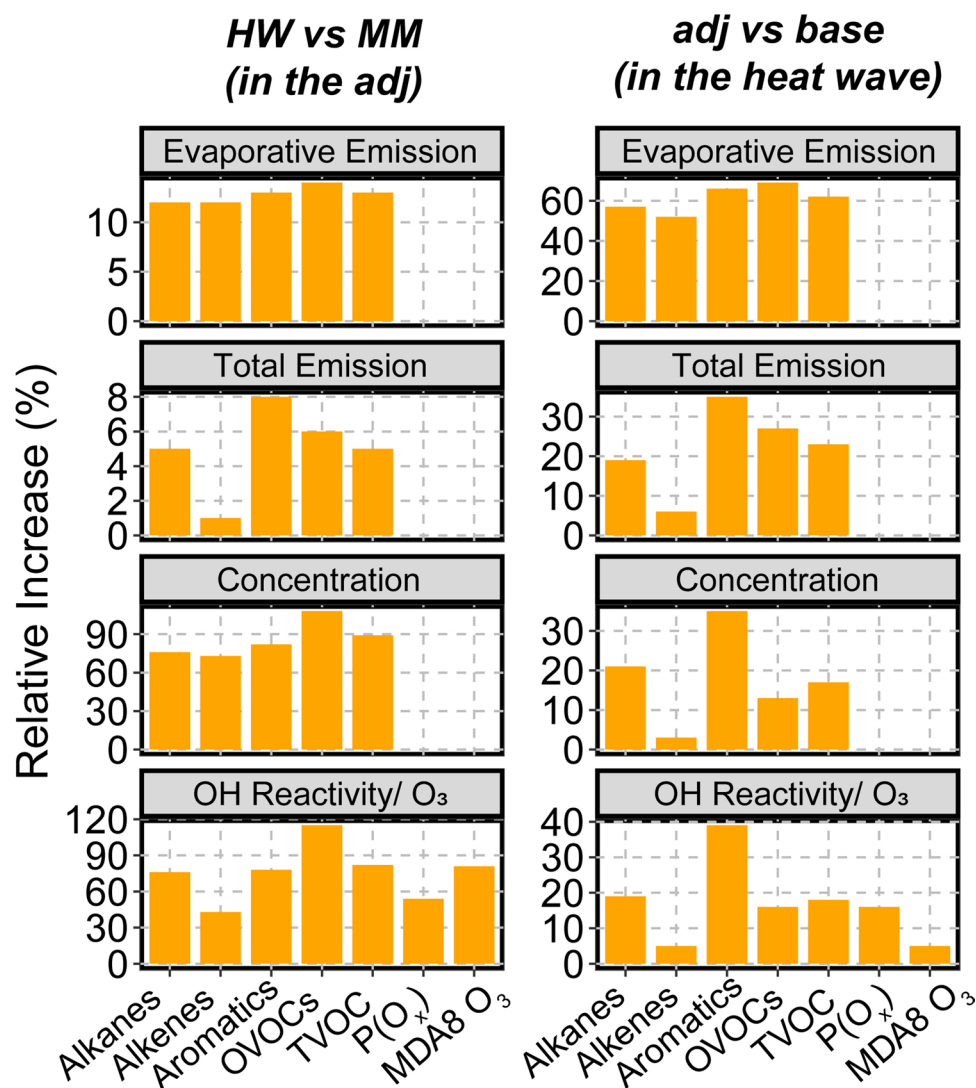 HW vs MM
(in the adj)
adj vs base
(in the heat wave)
Relative Increase (%)
Evaporative Emission
10
5
0
Evaporative Emission
60
40
20
0
Total Emission
8
6
4
2
0
Total Emission
30
20
10
0
Concentration
90
60
30
0
Concentration
30
20
10
0
OH Reactivity/ O₃
120
90
60
30
0
OH Reactivity/ O₃
40
30
20
10
0
Alkanes
Alkenes
Aromatics
OVOCs
TVOC
P(Oₓ)
MDA8 O₃
Alkanes
Alkenes
Aromatics
OVOCs
TVOC
P(Oₓ)
MDA8 O₃